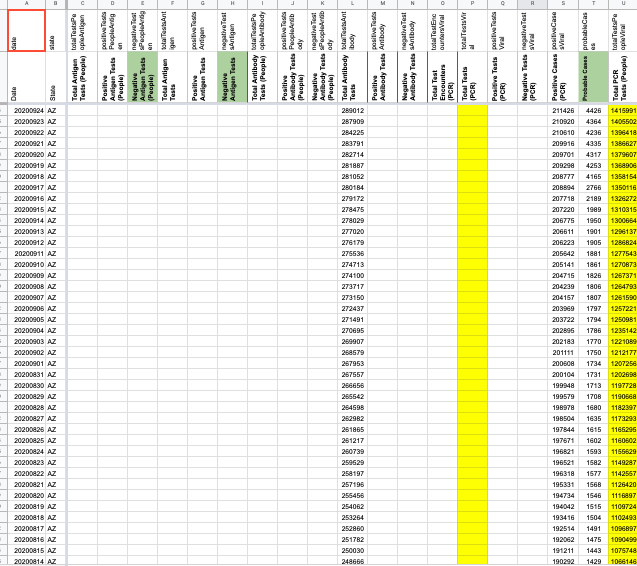 A B C D E F G H I J K L M N O P Q R S T U
date
state
totalTestsPeopleAntigen
positiveTestsPeopleAntigen
negativeTestsPeopleAntigen
totalTestsAntigen
positiveTestsAntigen
negativeTestsAntigen
totalTestsPeopleAntibody
positiveTestsPeopleAntibody
negativeTestsPeopleAntibody
totalTestsAntibody
positiveTestsAntibody
negativeTestsAntibody
totalTestEncountersViral
totalTestsViral
positiveTestsViral
negativeTestsViral
positiveCasesViral
probableCases
totalTestsPeopleViral
Date
State
Total Antigen Tests (People)
Positive Antigen Tests (People)
Negative Antigen Tests (People)
Total Antigen Tests
Positive Antigen Tests
Negative Antigen Tests
Total Antibody Tests (People)
Positive Antibody Tests (People)
Negative Antibody Tests (People)
Total Antibody Tests
Positive Antibody Tests
Negative Antibody Tests
Total Test Encounters (PCR)
Total Tests (PCR)
Positive Tests (PCR)
Negative Tests (PCR)
Positive Cases (PCR)
Probable Cases
Total PCR Tests (People)
20200924 AZ 289012 211426 4426 1415991
20200923 AZ 287909 210920 4364 1405502
20200922 AZ 284225 210610 4236 1396418
20200921 AZ 283791 209916 4335 1386627
20200920 AZ 282714 209701 4317 1379607
20200919 AZ 281887 209298 4253 1368906
20200918 AZ 281052 208777 4165 1358154
20200917 AZ 280184 208894 2766 1350116
20200916 AZ 279172 207718 2189 1326272
20200915 AZ 278475 207220 1989 1310315
20200914 AZ 278029 206775 1950 1300664
20200913 AZ 277020 206611 1901 1296137
20200912 AZ 276179 206223 1905 1286824
20200911 AZ 275536 205642 1881 1277543
20200910 AZ 274713 205141 1861 1270873
20200909 AZ 274100 204715 1826 1267371
20200908 AZ 273717 204239 1806 1264793
20200907 AZ 273150 204157 1807 1261590
20200906 AZ 272437 203969 1797 1257221
20200905 AZ 271491 203722 1794 1250981
20200904 AZ 270695 202895 1786 1235142
20200903 AZ 269907 202183 1770 1221089
20200902 AZ 268579 201111 1750 1212177
20200901 AZ 267953 200608 1734 1207256
20200831 AZ 267557 200104 1731 1202698
20200830 AZ 266656 199948 1713 1197728
20200829 AZ 265542 199579 1708 1190668
20200828 AZ 264598 198978 1680 1182397
20200827 AZ 262982 198504 1635 1173293
20200826 AZ 261865 197844 1615 1165295
20200825 AZ 261217 197671 1602 1160602
20200824 AZ 260739 196821 1593 1155629
20200823 AZ 259529 196521 1582 1149287
20200822 AZ 258197 196318 1577 1142557
20200821 AZ 257196 195331 1568 1126420
20200820 AZ 255456 194734 1546 1116897
20200819 AZ 254062 194042 1515 1109724
20200818 AZ 253264 193416 1504 1102493
20200817 AZ 252860 192514 1491 1096897
20200816 AZ 251782 192062 1475 1090499
20200815 AZ 250030 191211 1443 1075748
20200814 AZ 248666 190292 1429 1066146